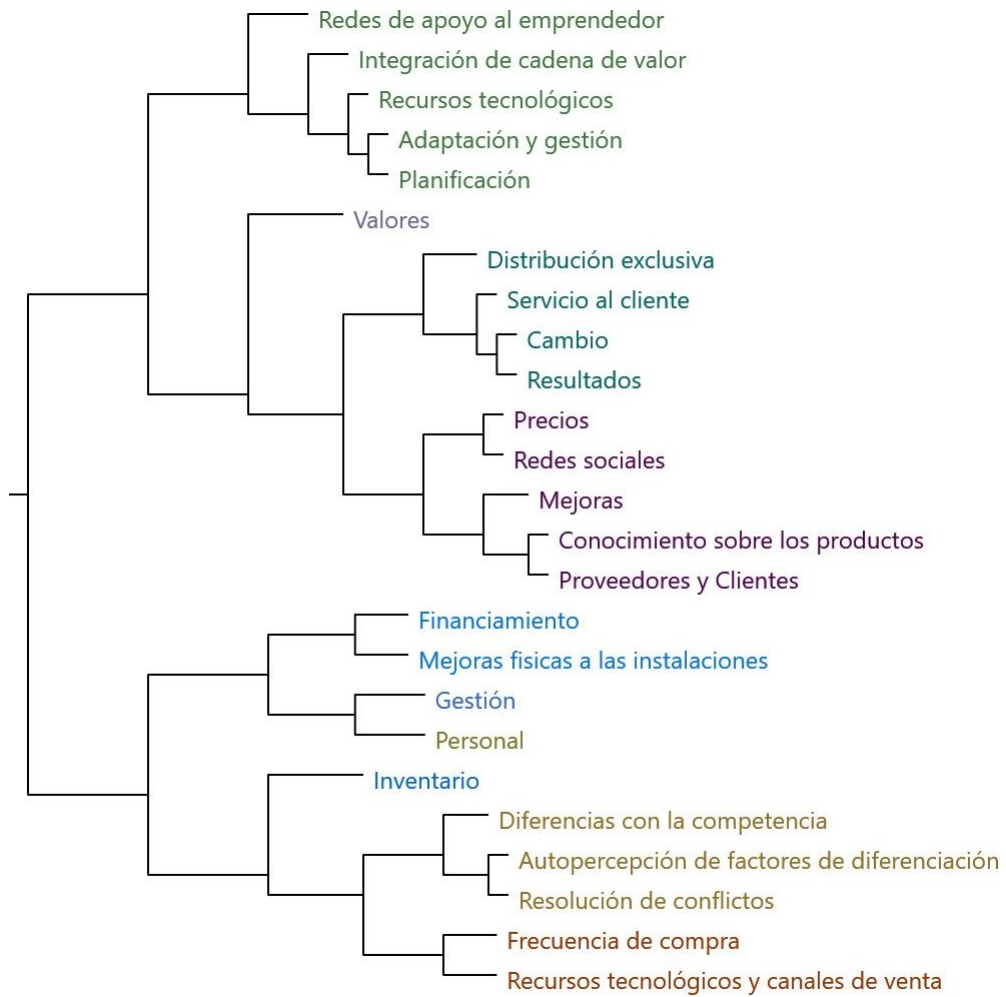 Redes de apoyo al emprendedor
Integración de cadena de valor
Recursos tecnológicos
Adaptación y gestión
Planificación
Valores
Distribución exclusiva
Servicio al cliente
Cambio
Resultados
Precios
Redes sociales
Mejoras
Conocimiento sobre los productos
Proveedores y Clientes
Financiamiento
Mejoras fisicas a las instalaciones
Gestión
Personal
Inventario
Diferencias con la competencia
Autopercepción de factores de diferenciación
Resolución de conflictos
Frecuencia de compra
Recursos tecnológicos y canales de venta